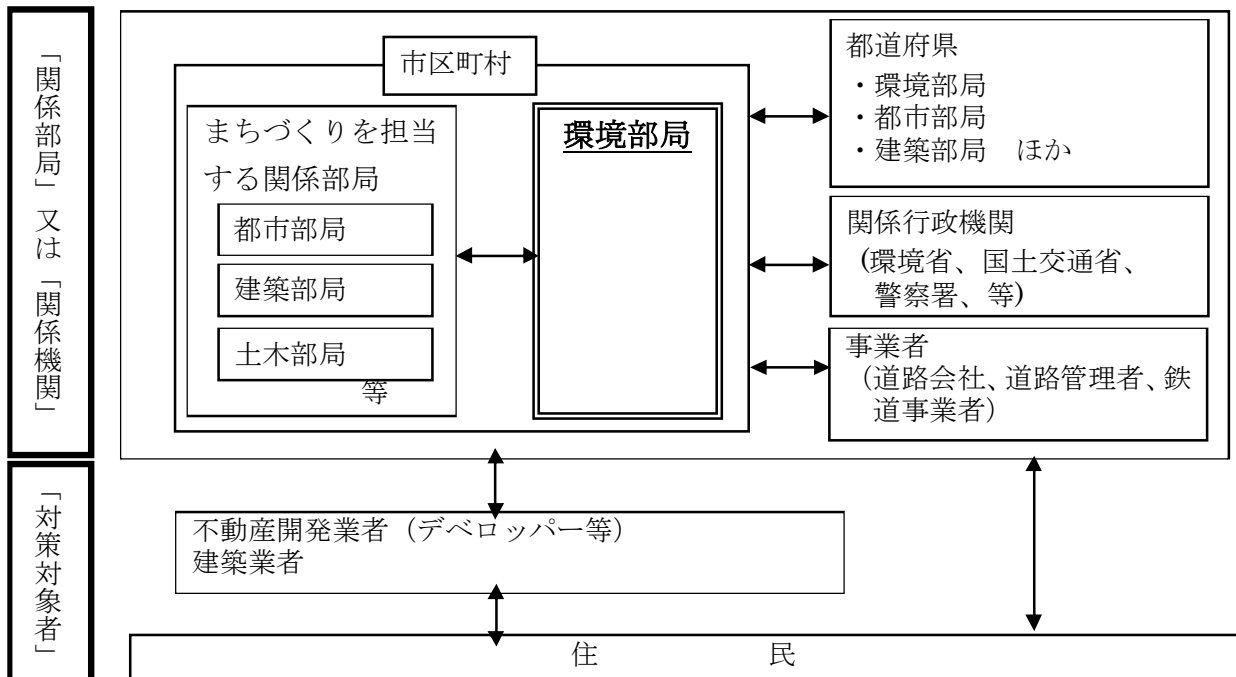 「関係部局」又は「関係機関」
市区町村
まちづくりを担当
する関係部局
都市部局
建築部局
土木部局
等
環境部局
都道府県
・環境部局
・都市部局
・建築部局　ほか
関係行政機関
(環境省、国土交通省、
警察署、等)
事業者
（道路会社、道路管理者、鉄
道事業者）
「対策対象者」
不動産開発業者（デベロッパー等）
建築業者
住　　　　民